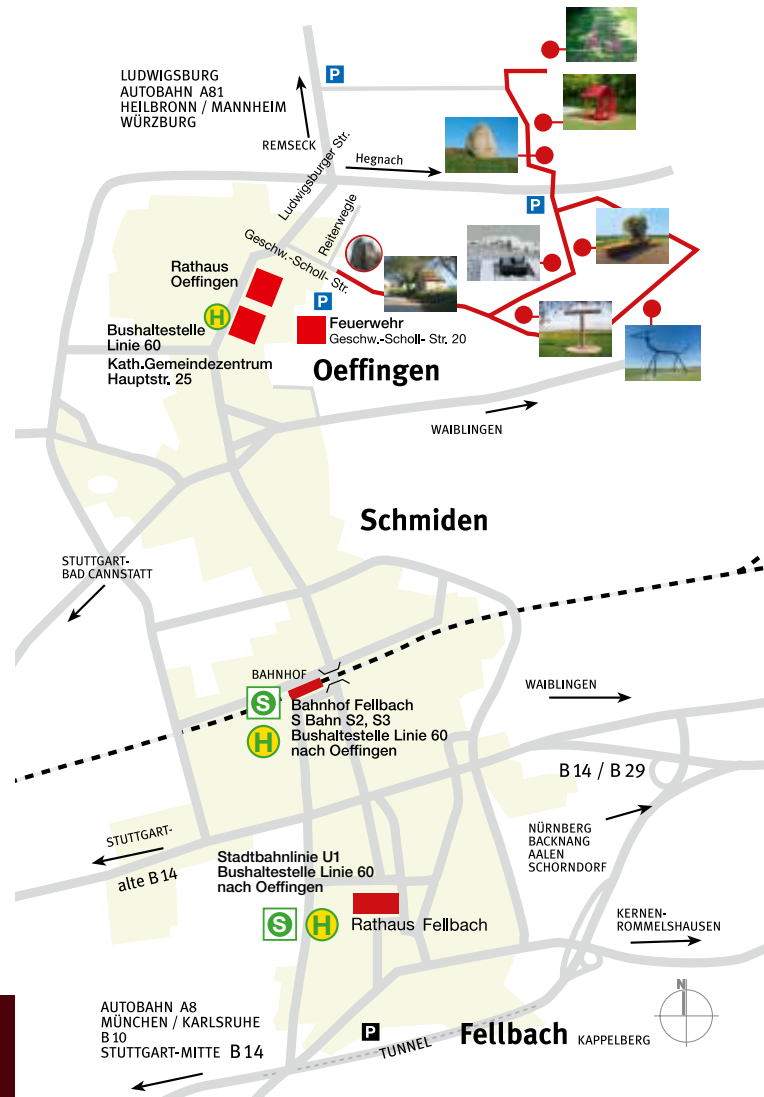 LUDWIGSBURG
AUTOBAHN A81
HEILBRONN / MANNHEIM
WÜRZBURG
P
REMSECK
Ludwigsburger Str.
Hegnach
P
Reiterwegle
Geschw.-Scholl- Str.
Rathaus
Oeffingen
H
Bushaltestelle
Linie 60
Kath.Gemeindezentrum
Hauptstr. 25
P
Feuerwehr
Geschw.-Scholl- Str. 20
Oeffingen
WAIBLINGEN
Schmiden
STUTTGART-
BAD CANNSTATT
BAHNHOF
S
H
Bahnhof Fellbach
S Bahn S2, S3
Bushaltestelle Linie 60
nach Oeffingen
WAIBLINGEN
B 14 / B 29
NÜRNBERG
BACKNANG
AALEN
SCHORNDORF
STUTTGART-
alte B 14
Stadtbahnlinie U1
Bushaltestelle Linie 60
nach Oeffingen
S
H
Rathaus Fellbach
KERNEN-
ROMMELSHAUSEN
AUTOBAHN A8
MÜNCHEN / KARLSRUHE
B 10
STUTTGART-MITTE B 14
P
TUNNEL
Fellbach KAPPELBERG
N